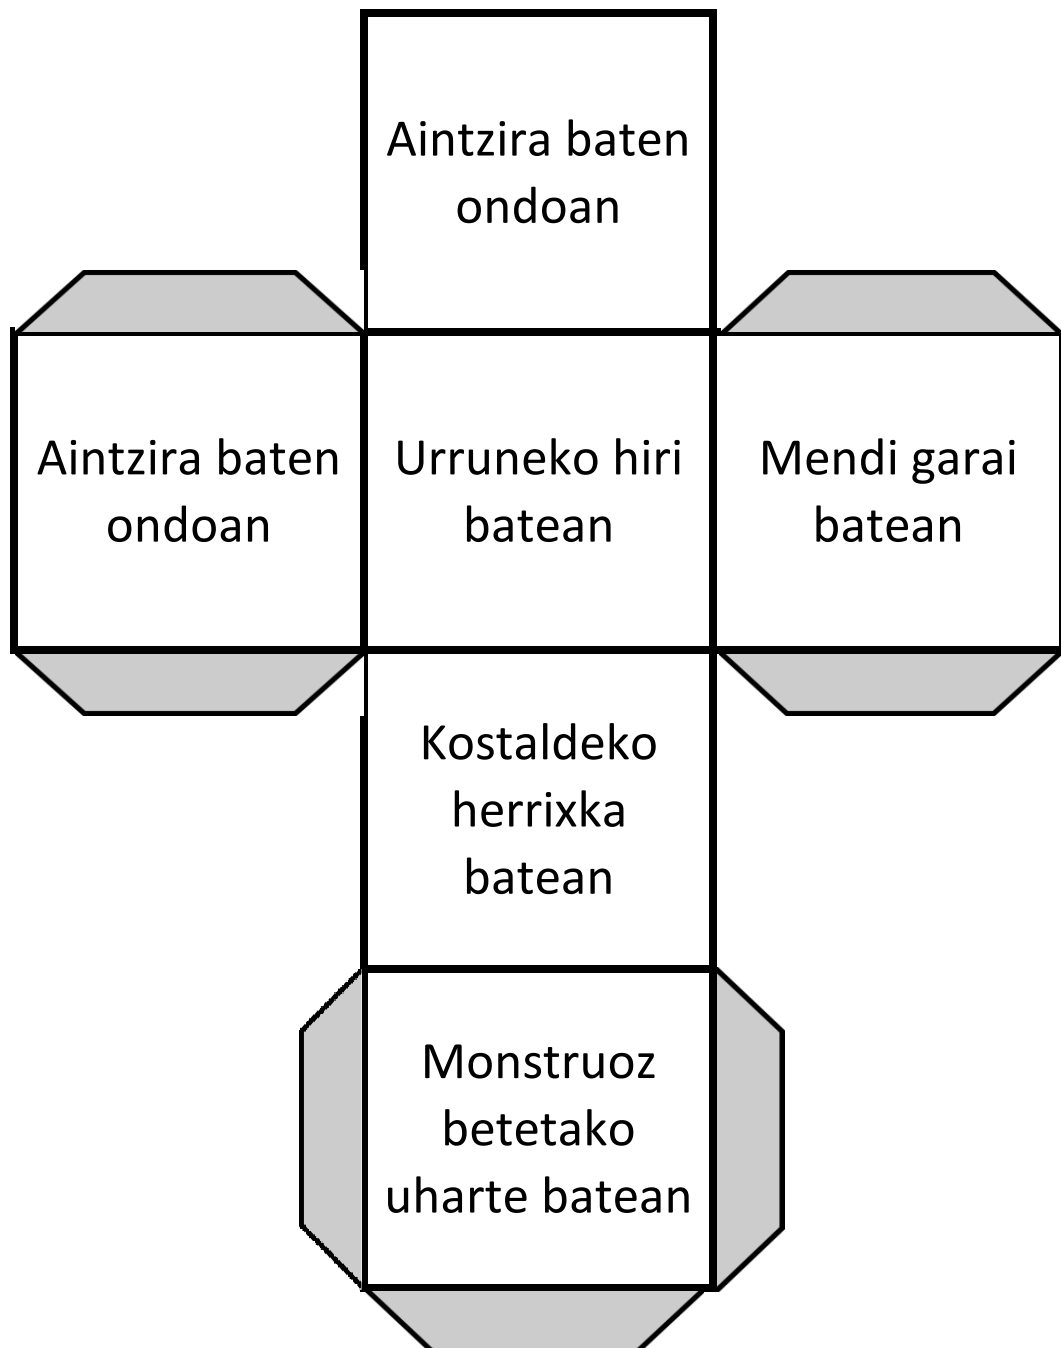 Aintzira baten
ondoan
Aintzira baten
ondoan
Urruneko hiri
batean
Mendi garai
batean
Kostaldeko
herrixka
batean
Monstruoz
betetako
uharte batean